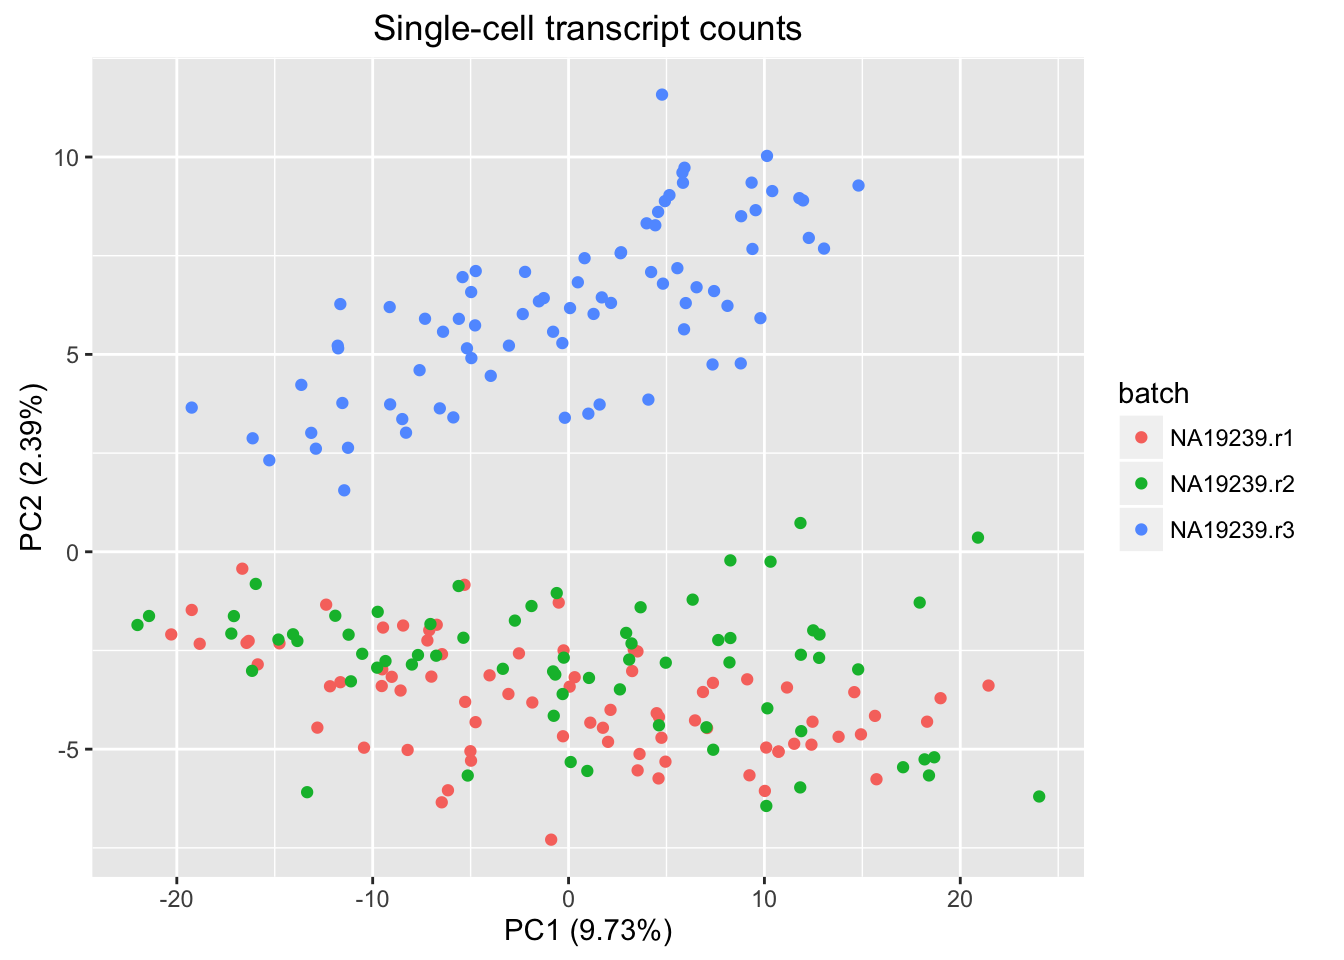 Single-cell transcript counts
10
5
0
-5
PC2 (2.39%)
-20
-10
0
10
20
PC1 (9.73%)
batch
NA19239.r1
NA19239.r2
NA19239.r3